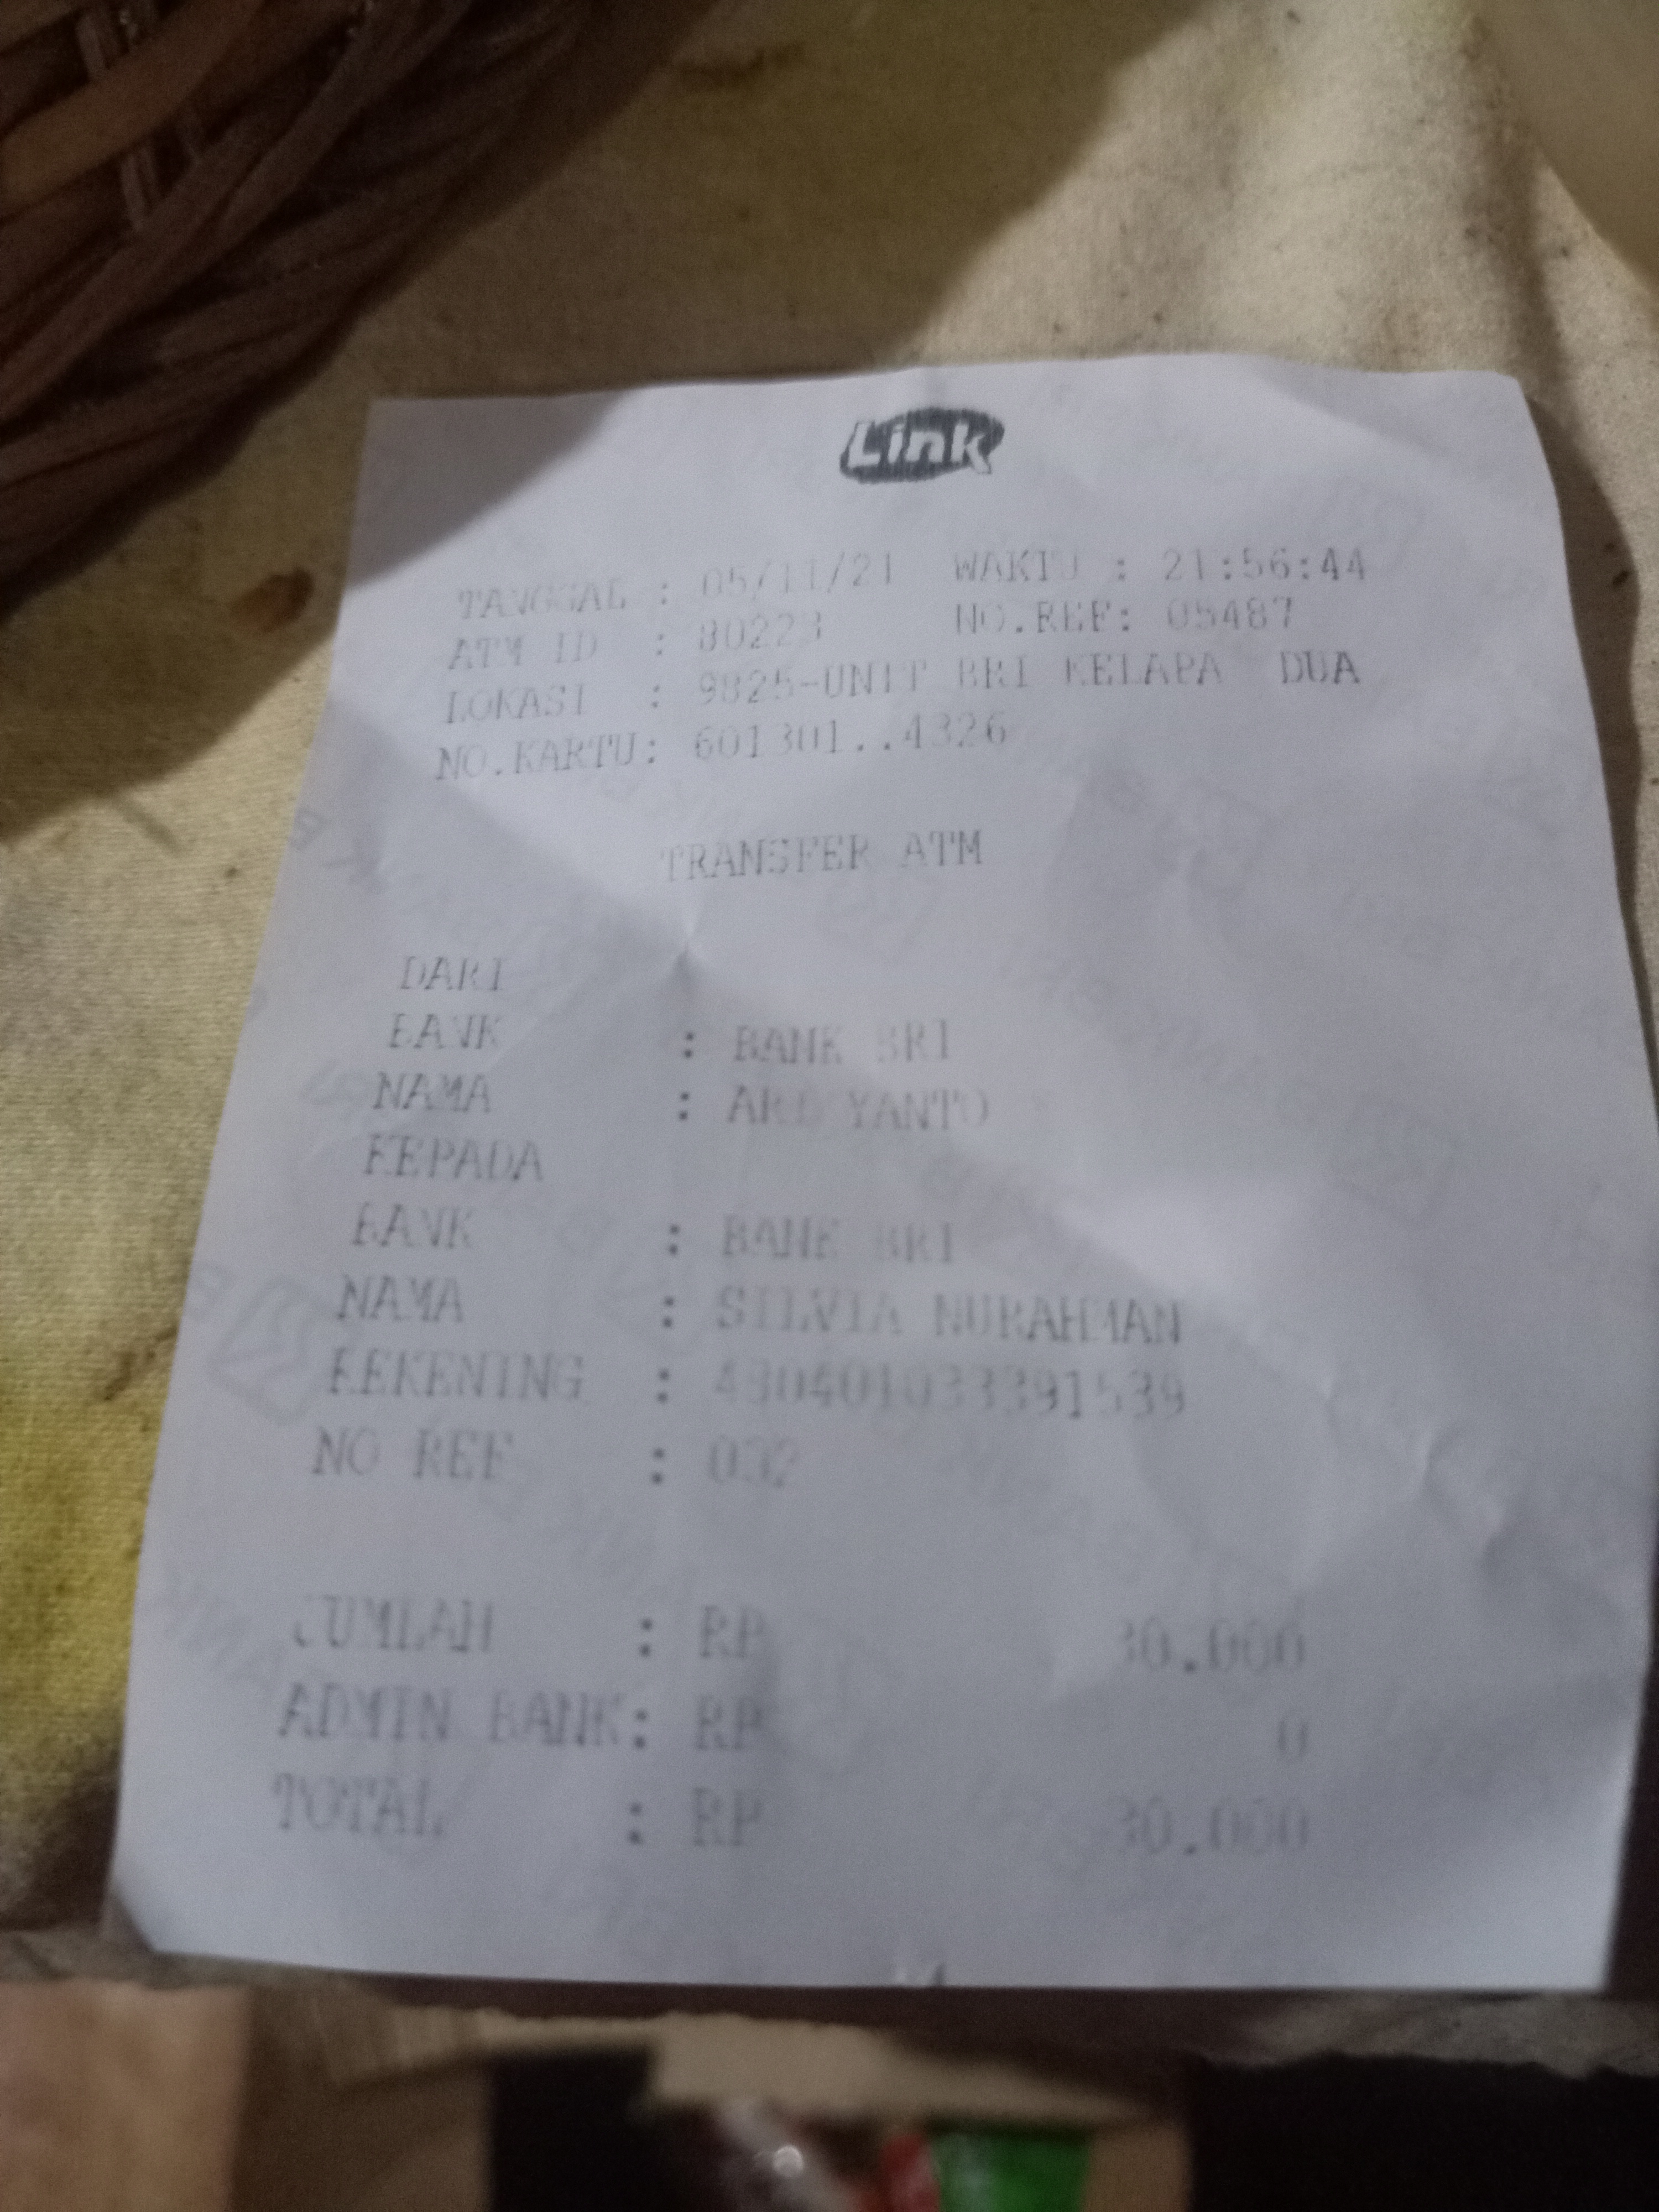 Link
TANGGAL : 05/11/21 WAKTU : 21:56:44
ATM ID : 80223 NO.REF: 05487
LOKASI : 9825-UNIT BRI KELAPA DUA
NO.KARTU: 601301..4326
TRANSFER ATM
DARI
BANK : BANK BRI
NAMA : YANTO
KEPADA
BANK : BANK BRI
NAMA : SILVIA NURAHMAN
REKENING :
NO REF : 032
JUMLAH : RP
ADMIN BANK: RP 0
TOTAL : RP